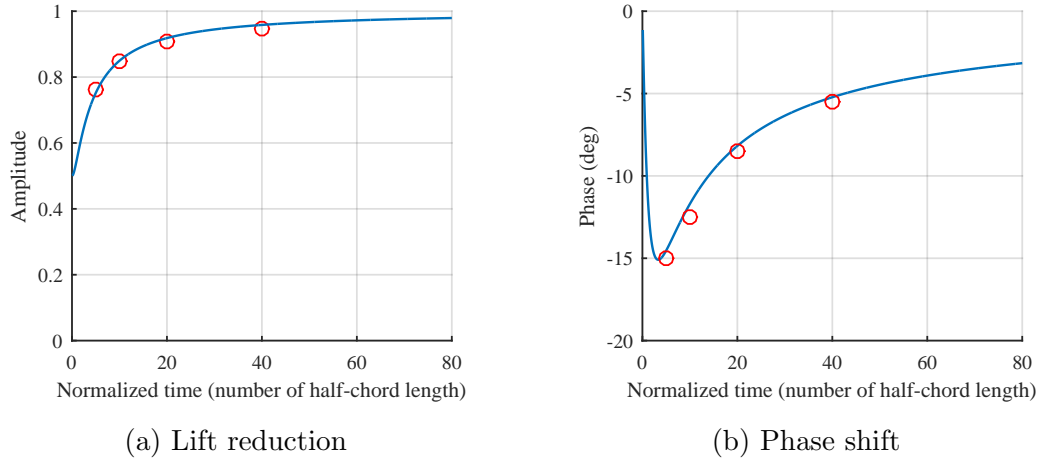 1
0.8
0.6
0.4
0.2
0
Amplitude
0 20 40 60 80
Normalized time (number of half-chord length)
(a) Lift reduction
0
-5
-10
-15
-20
Phase (deg)
0 20 40 60 80
Normalized time (number of half-chord length)
(b) Phase shift